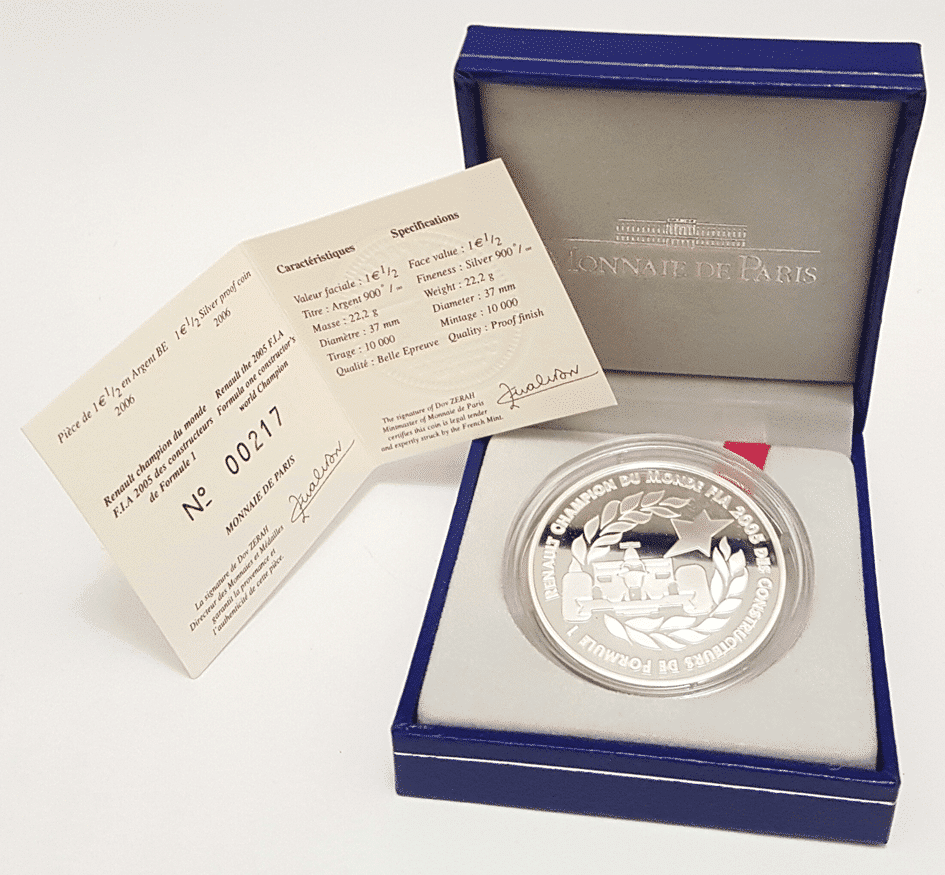 Pièce de 1€1/2 en Argent BE
2006
1€1/2 Silver proof coin
2006
Renault champion du monde
F.I.A 2005 des constructeurs
de Formule 1
Renault the 2005 F.I.A
Formula one constructor's
world Champion
Nº 00217
MONNAIE DE PARIS
La signature de Dov ZERAH
Directeur des Monnaies et Médailles
garantit la provenance et
l'authenticité de cette pièce.
Caractéristiques
Valeur faciale : 1€1/2
Titre : Argent 900°/∞
Masse : 22,2 g
Diamètre : 37 mm
Tirage : 10 000
Qualité : Belle Epreuve
Specifications
Face value : 1€1/2
Fineness : Silver 900°/∞
Weight : 22,2 g
Diameter : 37 mm
Mintage : 10 000
Quality : Proof finish
The signature of Dov ZERAH
Mintmaster of Monnaie de Paris
certifies this coin is legal tender
and expertly struck by the French Mint.
MONNAIE DE PARIS
RENAULT CHAMPION DU MONDE FIA 2005 DES CONSTRUCTEURS DE FORMULE 1